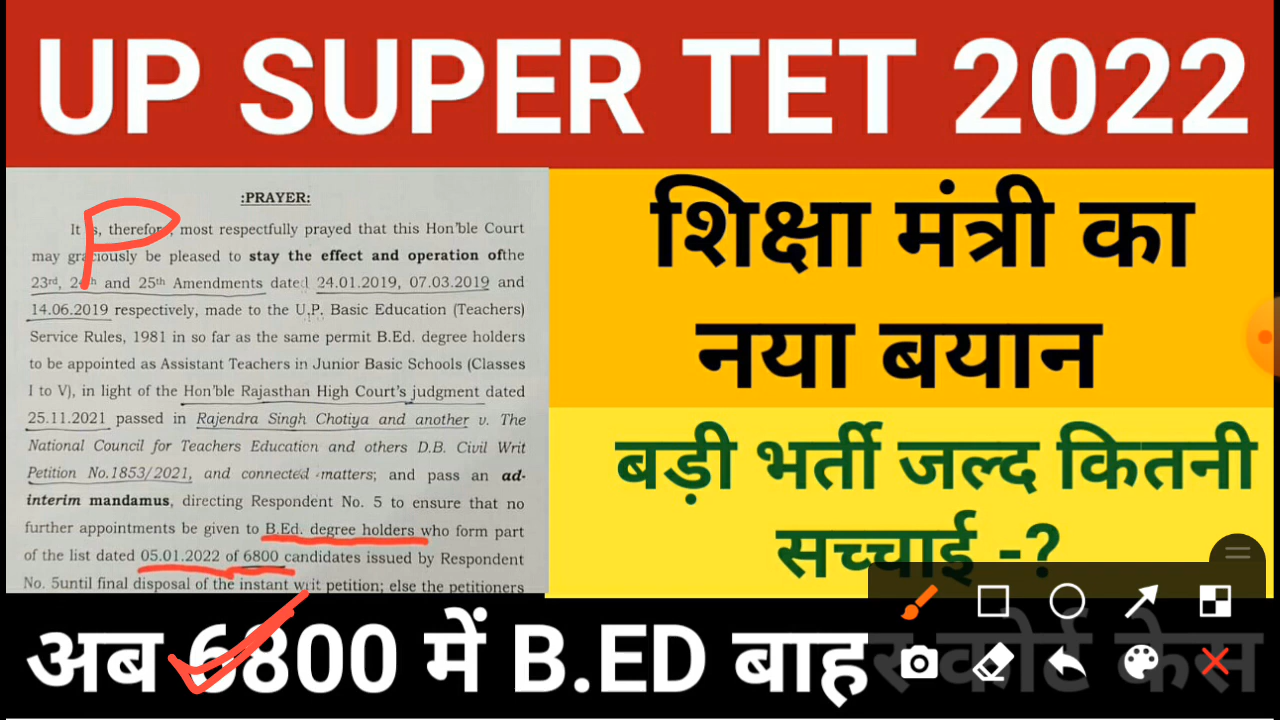 UP SUPER TET 2022
:PRAYER:
It is, therefore, most respectfully prayed that this Hon'ble Court
may graciously be pleased to stay the effect and operation ofthe
23rd, 24th and 25th Amendments dated 24.01.2019, 07.03.2019 and
14.06.2019 respectively, made to the U.P. Basic Education (Teachers)
Service Rules, 1981 in so far as the same permit B.Ed. degree holders
to be appointed as Assistant Teachers in Junior Basic Schools (Classes
I to V), in light of the Hon'ble Rajasthan High Court's judgment dated
25.11.2021 passed in Rajendra Singh Chotiya and another v. The
National Council for Teachers Education and others D.B. Civil Writ
Petition No.1853/2021, and connected matters; and pass an ad-
interim mandamus, directing Respondent No. 5 to ensure that no
further appointments be given to B.Ed. degree holders who form part
of the list dated 05.01.2022 of 6800 candidates issued by Respondent
No. 5until final disposal of the instant writ petition; else the petitioners
शिक्षा मंत्री का
नया बयान
बड़ी भर्ती जल्द कितनी
सच्चाई -?
अब 6800 में B.ED बाहर कोर्ट केस